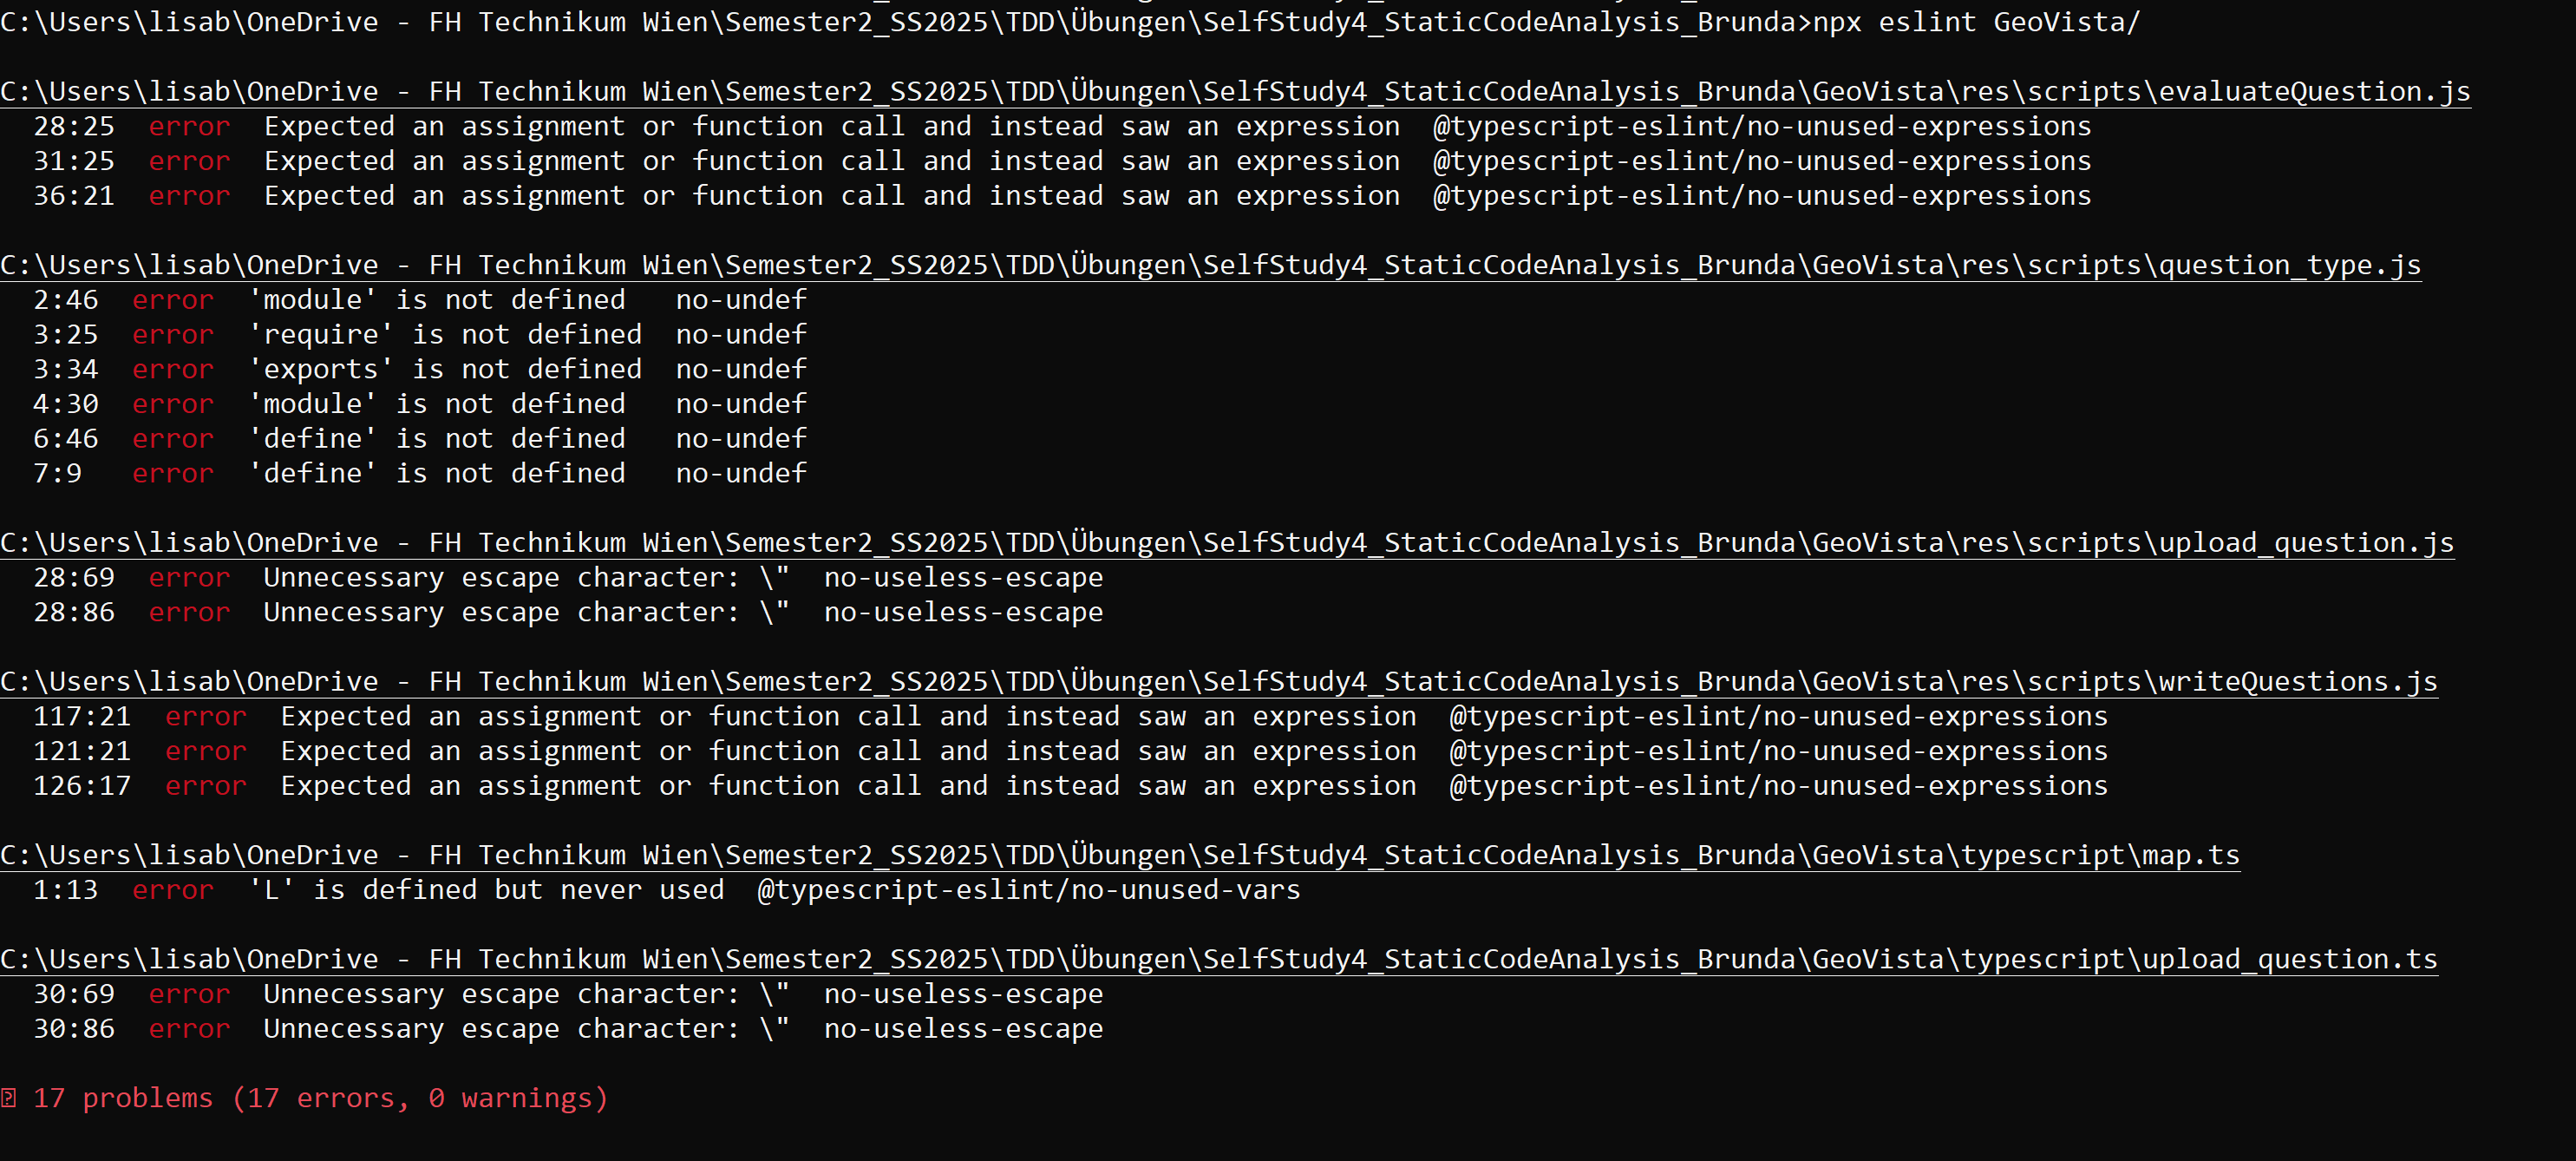 C:\Users\lisab\OneDrive - FH Technikum Wien\Semester2_SS2025\TDD\Übungen\SelfStudy4_StaticCodeAnalysis_Brunda>npx eslint GeoVista/
C:\Users\lisab\OneDrive - FH Technikum Wien\Semester2_SS2025\TDD\Übungen\SelfStudy4_StaticCodeAnalysis_Brunda\GeoVista\res\scripts\evaluateQuestion.js
28:25  error  Expected an assignment or function call and instead saw an expression  @typescript-eslint/no-unused-expressions
31:25  error  Expected an assignment or function call and instead saw an expression  @typescript-eslint/no-unused-expressions
36:21  error  Expected an assignment or function call and instead saw an expression  @typescript-eslint/no-unused-expressions
C:\Users\lisab\OneDrive - FH Technikum Wien\Semester2_SS2025\TDD\Übungen\SelfStudy4_StaticCodeAnalysis_Brunda\GeoVista\res\scripts\question_type.js
2:46  error  'module' is not defined   no-undef
3:25  error  'require' is not defined  no-undef
3:34  error  'exports' is not defined  no-undef
4:30  error  'module' is not defined   no-undef
6:46  error  'define' is not defined   no-undef
7:9   error  'define' is not defined   no-undef
C:\Users\lisab\OneDrive - FH Technikum Wien\Semester2_SS2025\TDD\Übungen\SelfStudy4_StaticCodeAnalysis_Brunda\GeoVista\res\scripts\upload_question.js
28:69  error  Unnecessary escape character: \"  no-useless-escape
28:86  error  Unnecessary escape character: \"  no-useless-escape
C:\Users\lisab\OneDrive - FH Technikum Wien\Semester2_SS2025\TDD\Übungen\SelfStudy4_StaticCodeAnalysis_Brunda\GeoVista\res\scripts\writeQuestions.js
117:21  error  Expected an assignment or function call and instead saw an expression  @typescript-eslint/no-unused-expressions
121:21  error  Expected an assignment or function call and instead saw an expression  @typescript-eslint/no-unused-expressions
126:17  error  Expected an assignment or function call and instead saw an expression  @typescript-eslint/no-unused-expressions
C:\Users\lisab\OneDrive - FH Technikum Wien\Semester2_SS2025\TDD\Übungen\SelfStudy4_StaticCodeAnalysis_Brunda\GeoVista\typescript\map.ts
1:13  error  'L' is defined but never used  @typescript-eslint/no-unused-vars
C:\Users\lisab\OneDrive - FH Technikum Wien\Semester2_SS2025\TDD\Übungen\SelfStudy4_StaticCodeAnalysis_Brunda\GeoVista\typescript\upload_question.ts
30:69  error  Unnecessary escape character: \"  no-useless-escape
30:86  error  Unnecessary escape character: \"  no-useless-escape
17 problems (17 errors, 0 warnings)